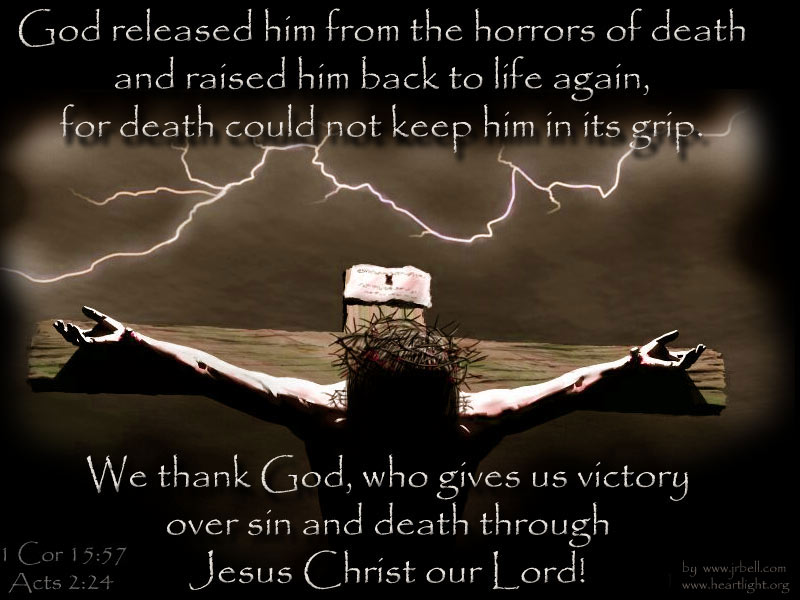 God released him from the horrors of death
and raised him back to life again,
for death could not keep him in its grip.
We thank God, who gives us victory
over sin and death through
Jesus Christ our Lord!
1 Cor 15:57
Acts 2:24
by www.jrbell.com
www.heartlight.org